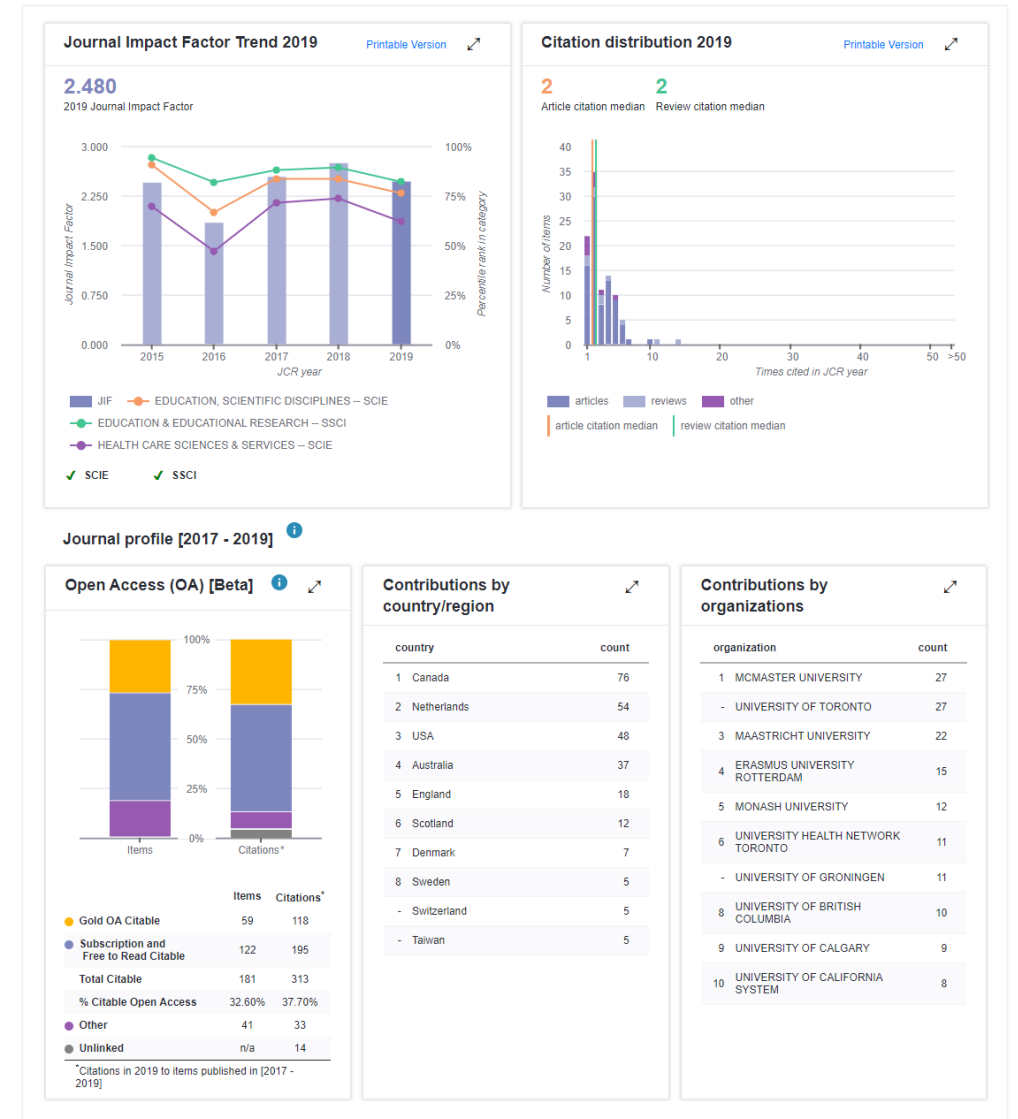 Journal Impact Factor Trend 2019
Printable Version
2.480
2019 Journal Impact Factor
3.000
2.250
1.500
0.750
0.000
Journal Impact Factor
100%
75%
50%
25%
0%
Percentile rank in category
2015 2016 2017 2018 2019
JCR year
JIF EDUCATION, SCIENTIFIC DISCIPLINES -- SCIE
EDUCATION & EDUCATIONAL RESEARCH -- SSCI
HEALTH CARE SCIENCES & SERVICES -- SCIE
✓ SCIE ✓ SSCI
Citation distribution 2019
Printable Version
2 2
Article citation median Review citation median
40
35
30
25
20
15
10
5
0
Number of items
1 10 20 30 40 50 >50
Times cited in JCR year
articles reviews other
article citation median review citation median
Journal profile [2017 - 2019] i
Open Access (OA) [Beta] i
100%
75%
50%
25%
0%
Items Citations*
Items Citations*
Gold OA Citable 59 118
Subscription and
Free to Read Citable 122 195
Total Citable 181 313
% Citable Open Access 32.60% 37.70%
Other 41 33
Unlinked n/a 14
*Citations in 2019 to items published in [2017 -
2019]
Contributions by
country/region
country count
1 Canada 76
2 Netherlands 54
3 USA 48
4 Australia 37
5 England 18
6 Scotland 12
7 Denmark 7
8 Sweden 5
- Switzerland 5
- Taiwan 5
Contributions by
organizations
organization count
1 MCMASTER UNIVERSITY 27
- UNIVERSITY OF TORONTO 27
3 MAASTRICHT UNIVERSITY 22
4 ERASMUS UNIVERSITY
ROTTERDAM 15
5 MONASH UNIVERSITY 12
6 UNIVERSITY HEALTH NETWORK
TORONTO 11
- UNIVERSITY OF GRONINGEN 11
8 UNIVERSITY OF BRITISH
COLUMBIA 10
9 UNIVERSITY OF CALGARY 9
10 UNIVERSITY OF CALIFORNIA
SYSTEM 8